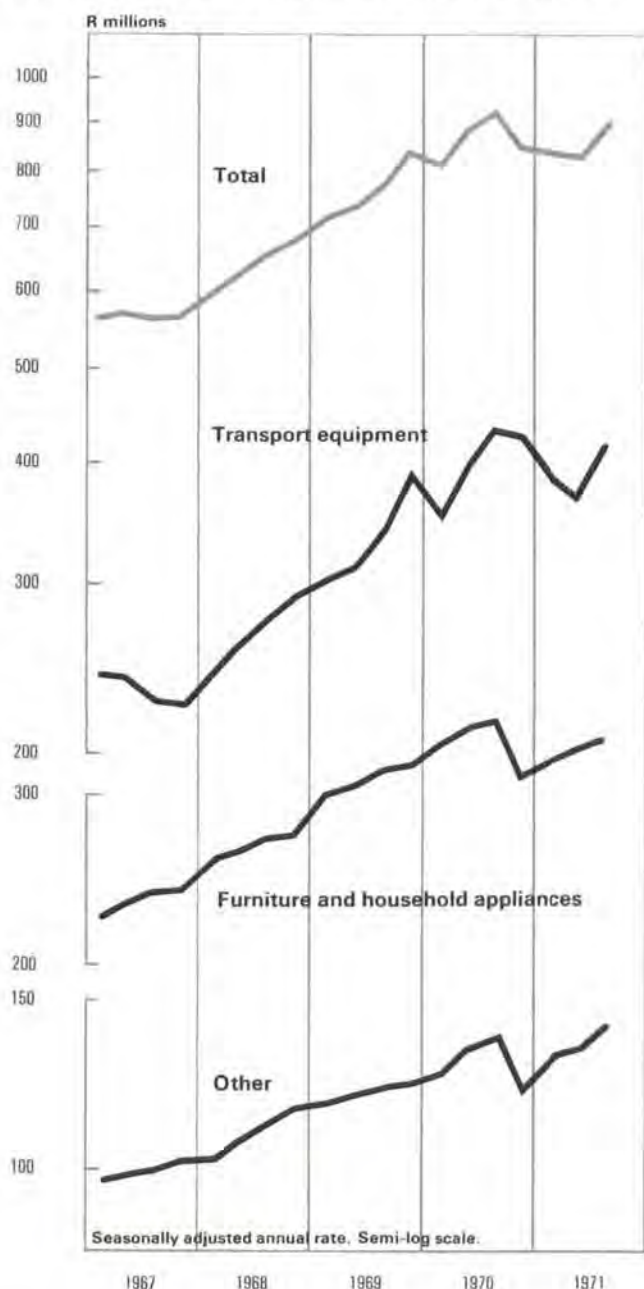 R millions
1000
900
800
Total
700
600
500
Transport equipment
400
300
200
300
Furniture and household appliances
200
150
Other
100
Seasonally adjusted annual rate. Semi-log scale.
1967 1968 1969 1970 1971